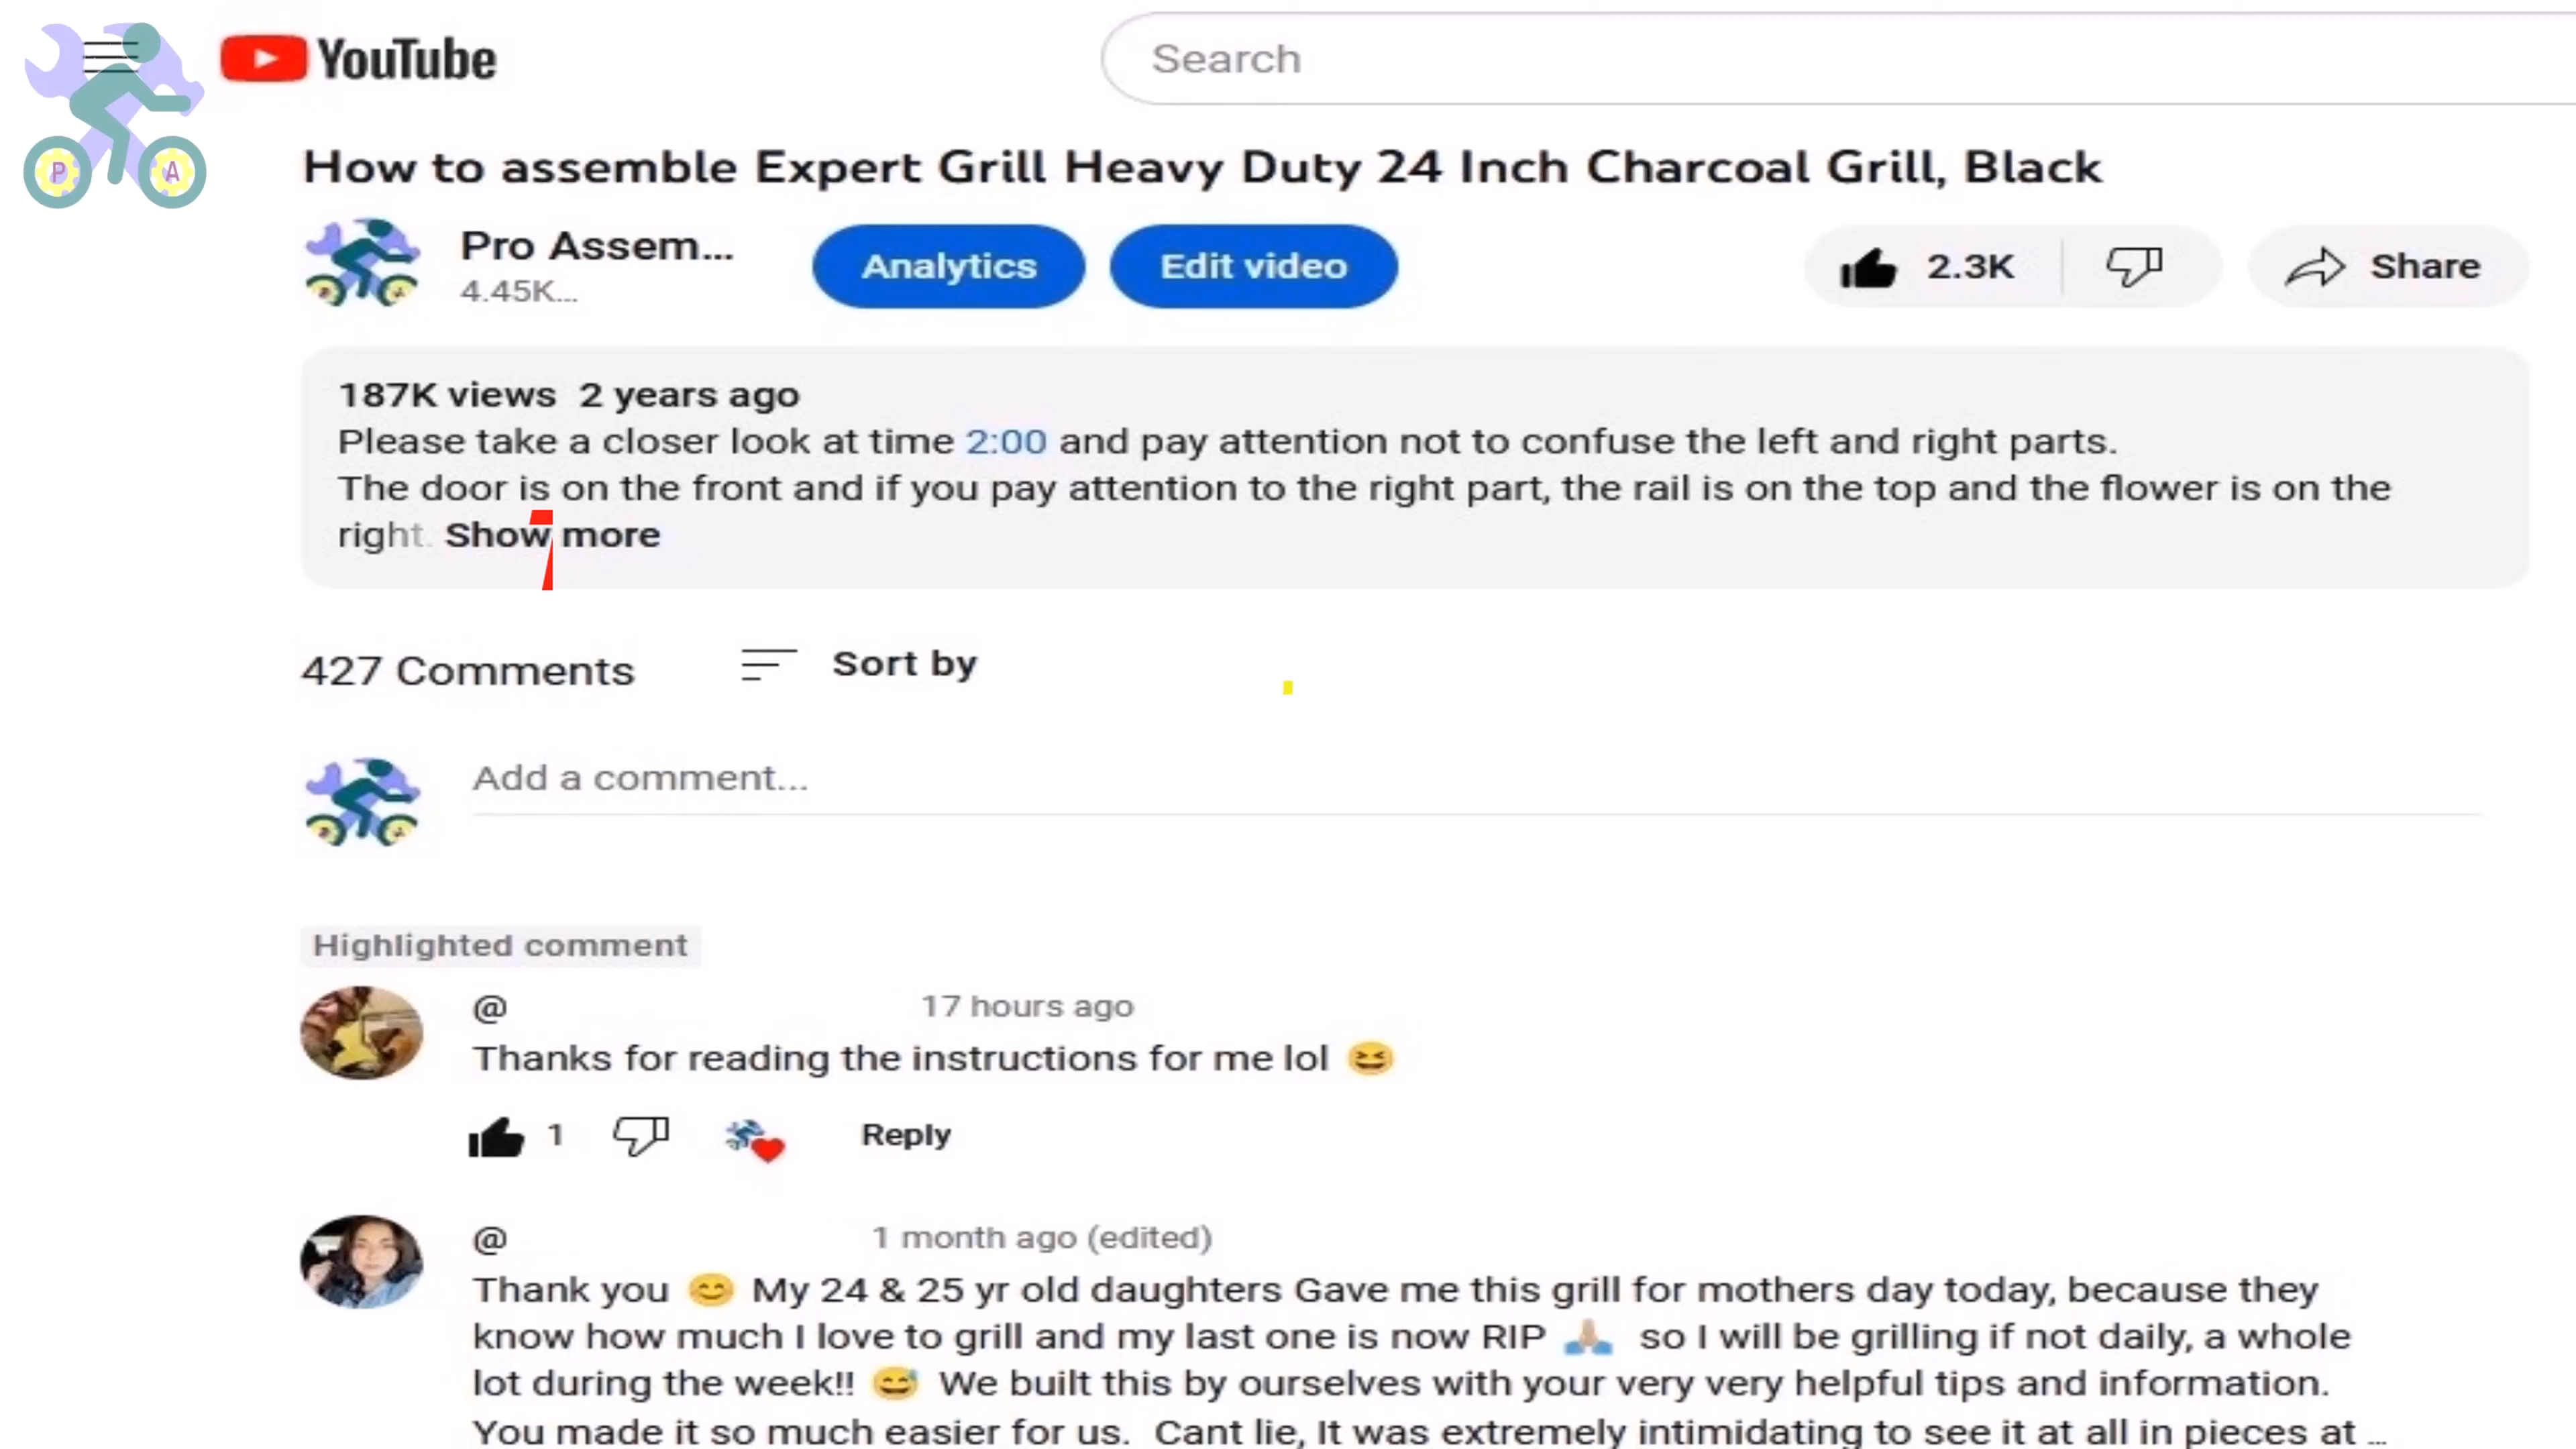 YouTube
Search
P A
How to assemble Expert Grill Heavy Duty 24 Inch Charcoal Grill, Black
Pro Assem...
4.45K...
Analytics
Edit video
2.3K
Share
187K views 2 years ago
Please take a closer look at time 2:00 and pay attention not to confuse the left and right parts.
The door is on the front and if you pay attention to the right part, the rail is on the top and the flower is on the
right. Show more
427 Comments
Sort by
Add a comment...
Highlighted comment
@ 17 hours ago
Thanks for reading the instructions for me lol 😆
1
Reply
@ 1 month ago (edited)
Thank you 😊 My 24 & 25 yr old daughters Gave me this grill for mothers day today, because they
know how much I love to grill and my last one is now RIP 🙏 so I will be grilling if not daily, a whole
lot during the week!! 😅 We built this by ourselves with your very very helpful tips and information.
You made it so much easier for us. Cant lie, It was extremely intimidating to see it at all in pieces at ...